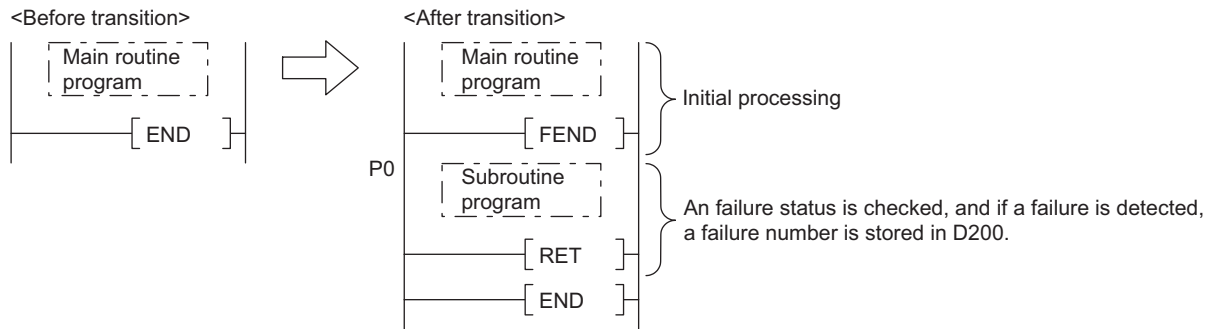 <Before transition>
Main routine
program
END
<After transition>
Main routine
program
FEND
Initial processing
P0
Subroutine
program
RET
An failure status is checked, and if a failure is detected,
a failure number is stored in D200.
END